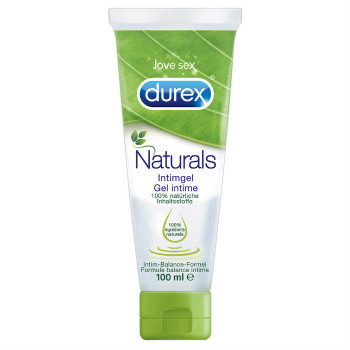 love sex
durex
Naturals
Intimgel
Gel intime
100% natürliche
Inhaltsstoffe
100%
ingrédients
naturels
Intim-Balance-Formel
Formule balance intime
100 ml e